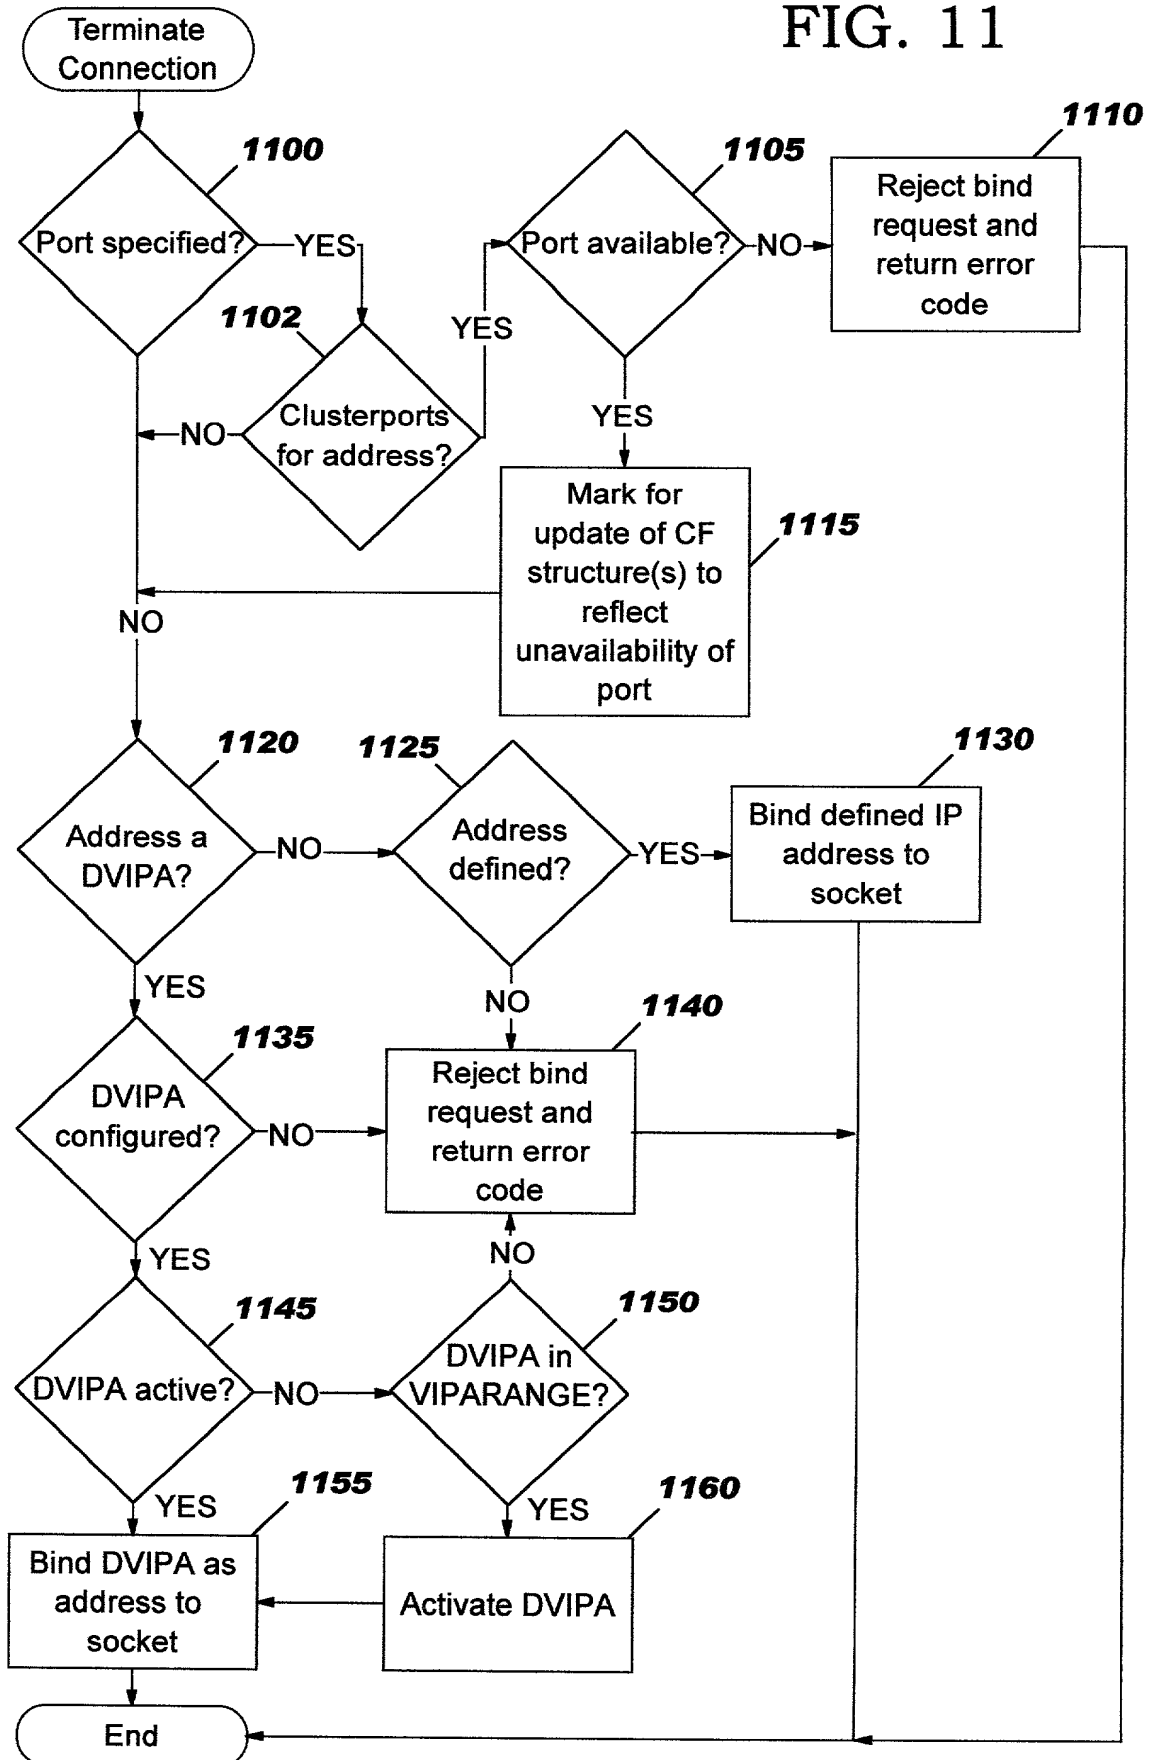 FIG. 11
Terminate
Connection
1100
Port specified?
YES
1102
Clusterports
for address?
NO
YES
1105
Port available?
NO
1110
Reject bind
request and
return error
code
YES
Mark for
update of CF
structure(s) to
reflect
unavailability of
port
1115
NO
1120
Address a
DVIPA?
NO
1125
Address
defined?
YES
1130
Bind defined IP
address to
socket
YES
NO
1135
DVIPA
configured?
NO
1140
Reject bind
request and
return error
code
YES
NO
1145
DVIPA active?
NO
1150
DVIPA in
VIPARANGE?
YES
1155
YES
1160
Bind DVIPA as
address to
socket
Activate DVIPA
End